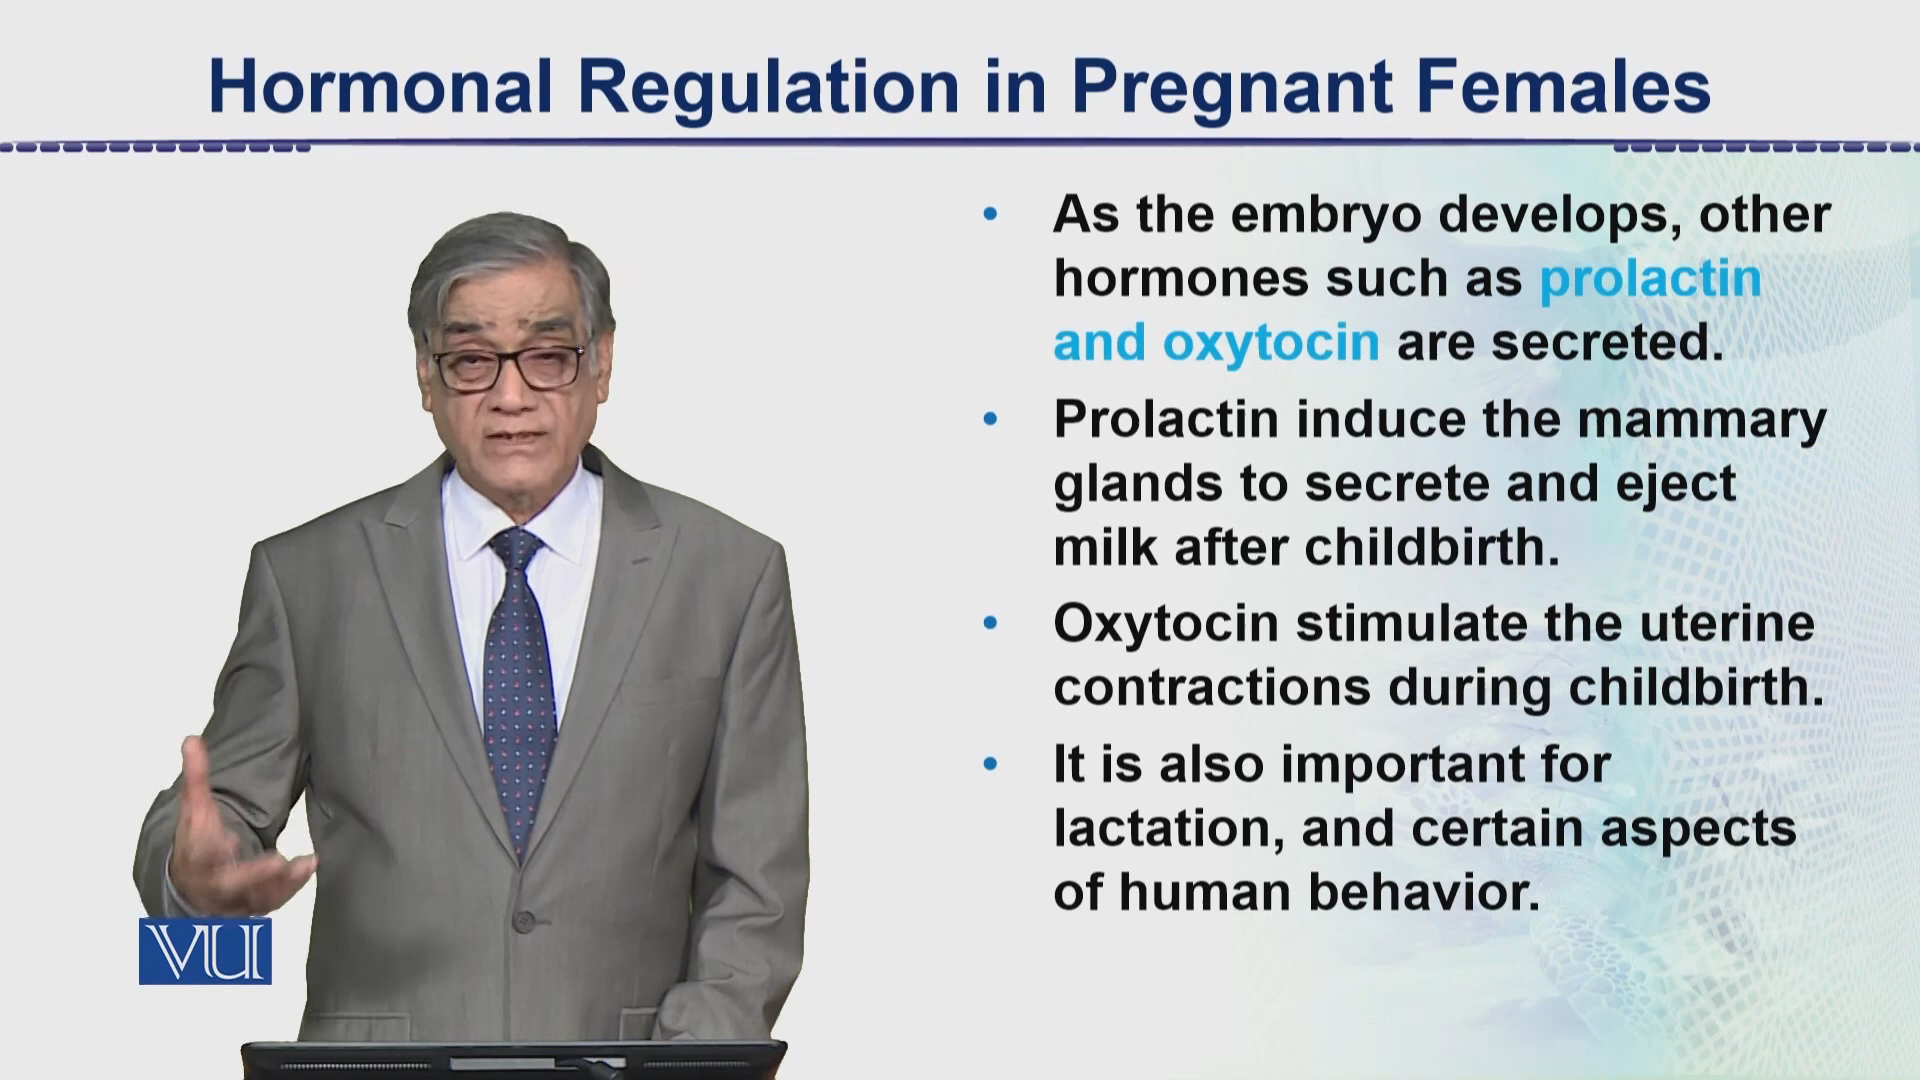 Hormonal Regulation in Pregnant Females
• As the embryo develops, other
hormones such as prolactin
and oxytocin are secreted.
• Prolactin induce the mammary
glands to secrete and eject
milk after childbirth.
• Oxytocin stimulate the uterine
contractions during childbirth.
• It is also important for
lactation, and certain aspects
of human behavior.
VU